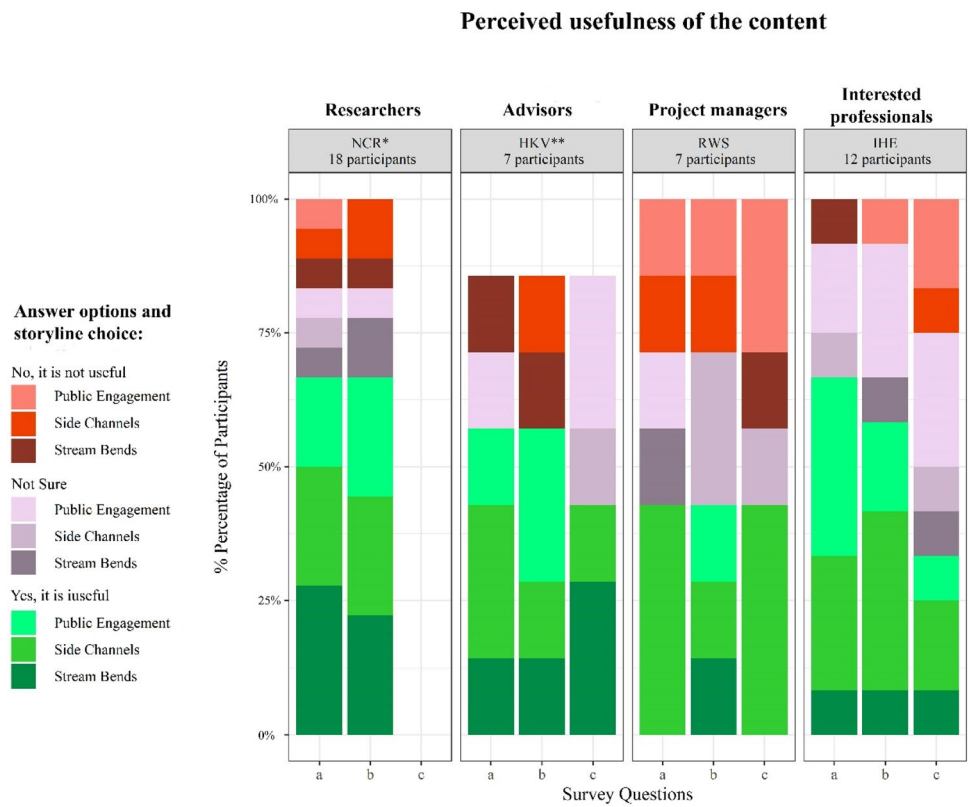 Perceived usefulness of the content
Researchers
Advisors
Project managers
Interested
professionals
NCR*
18 participants
HKV**
7 participants
RWS
7 participants
IHE
12 participants
100%
75%
50%
25%
0%
% Percentage of Participants
Answer options and
storyline choice:
No, it is not useful
Public Engagement
Side Channels
Stream Bends
Not Sure
Public Engagement
Side Channels
Stream Bends
Yes, it is iuseful
Public Engagement
Side Channels
Stream Bends
a b c
a b c
a b c
a b c
Survey Questions